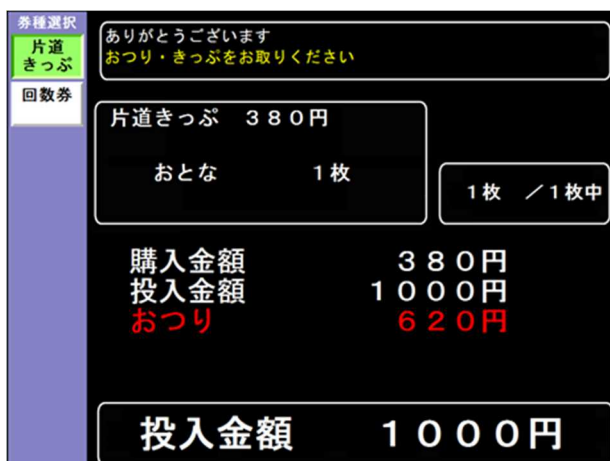 券種選択
片道
きっぷ
回数券
ありがとうございます
おつり・きっぷをお取りください
片道きっぷ　３８０円
おとな　　　１枚
１枚　／１枚中
購入金額　　３８０円
投入金額　１０００円
おつり　　　６２０円
投入金額　　１０００円